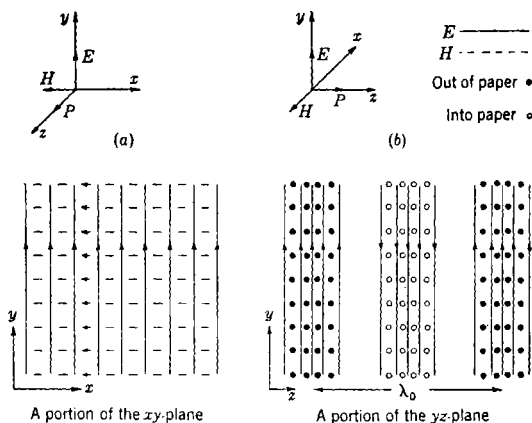 y
E
H
x
P
z
(a)
y
E
x
H
P
z
(b)
E
H
Out of paper
Into paper
y
x
A portion of the xy-plane
y
z
λ₀
A portion of the yz-plane